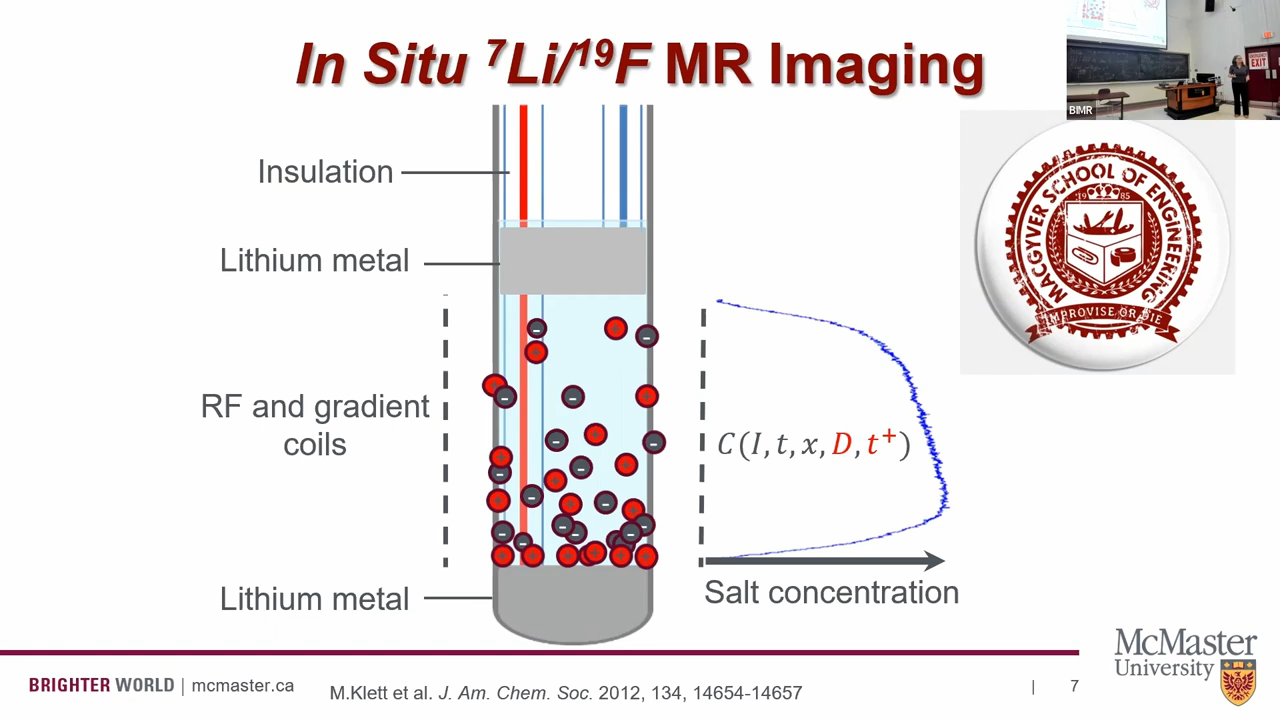 In Situ ⁷Li/¹⁹F MR Imaging
EXIT
BIMR
Insulation
Lithium metal
RF and gradient
coils
Lithium metal
C(I, t, x, D, t⁺)
Salt concentration
MACGYVER SCHOOL OF ENGINEERING
1985
IMPROVISE OR DIE
McMaster
University
BRIGHTER WORLD | mcmaster.ca
M.Klett et al. J. Am. Chem. Soc. 2012, 134, 14654-14657
| 7